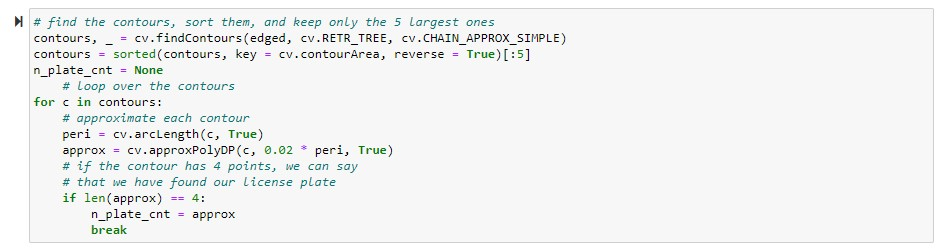 # find the contours, sort them, and keep only the 5 largest ones
contours, _ = cv.findContours(edged, cv.RETR_TREE, cv.CHAIN_APPROX_SIMPLE)
contours = sorted(contours, key = cv.contourArea, reverse = True)[:5]
n_plate_cnt = None
    # loop over the contours
for c in contours:
    # approximate each contour
    peri = cv.arcLength(c, True)
    approx = cv.approxPolyDP(c, 0.02 * peri, True)
    # if the contour has 4 points, we can say
    # that we have found our license plate
    if len(approx) == 4:
        n_plate_cnt = approx
        break